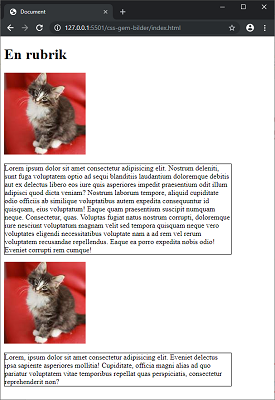 Document
127.0.0.1:5501/css-gem-bilder/index.html
En rubrik
Lorem ipsum dolor sit amet consectetur adipisicing elit. Nostrum deleniti,
sunt fuga voluptatem optio ad sequi blanditiis laudantium doloremque debitis
aut ex delectus libero eos iure quis asperiores impedit praesentium odit illum
adipisci quod dicta veniam? Nostrum laborum tempore, aliquid cupiditate
odio officiis ab similique voluptatibus autem expedita consequuntur id
quisquam, eius voluptatum! Eaque quam praesentium suscipit numquam
neque. Consectetur, quas. Voluptas fugiat natus nostrum corrupti, doloremque
iure nesciunt voluptatum magnam velit sed tempora quisquam neque vero
voluptates eligendi necessitatibus voluptate nam a ad rem vel rerum
voluptatem recusandae repellendus. Eaque ea porro expedita nobis odio!
Eveniet corrupti rem cumque!
Lorem, ipsum dolor sit amet consectetur adipisicing elit. Eveniet delectus
ipsa sapiente asperiores mollitia! Cupiditate, officia magni alias ad quo
pariatur voluptatem vitae temporibus repellat quas perspiciatis, consectetur
reprehenderit non?